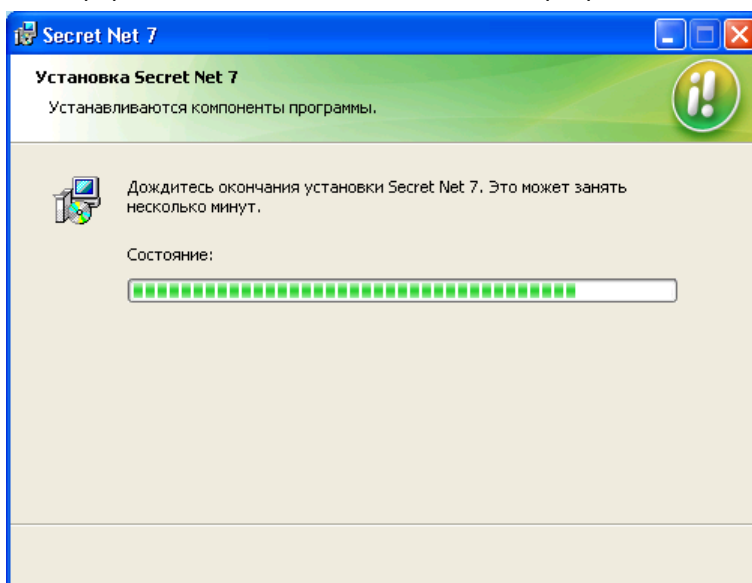 Secret Net 7
Установка Secret Net 7
Устанавливаются компоненты программы.
Дождитесь окончания установки Secret Net 7. Это может занять
несколько минут.
Состояние: